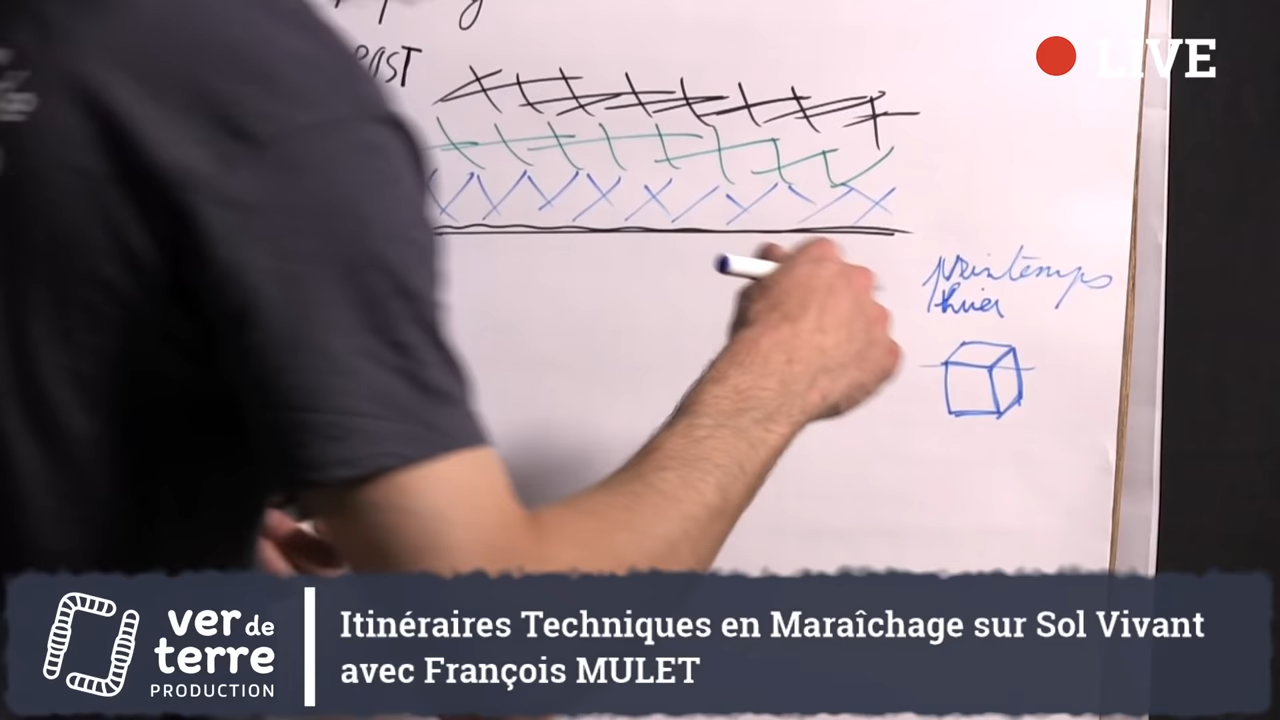 LIVE
printemps
hiver
ver de
terre
PRODUCTION
Itinéraires Techniques en Maraîchage sur Sol Vivant
avec François MULET